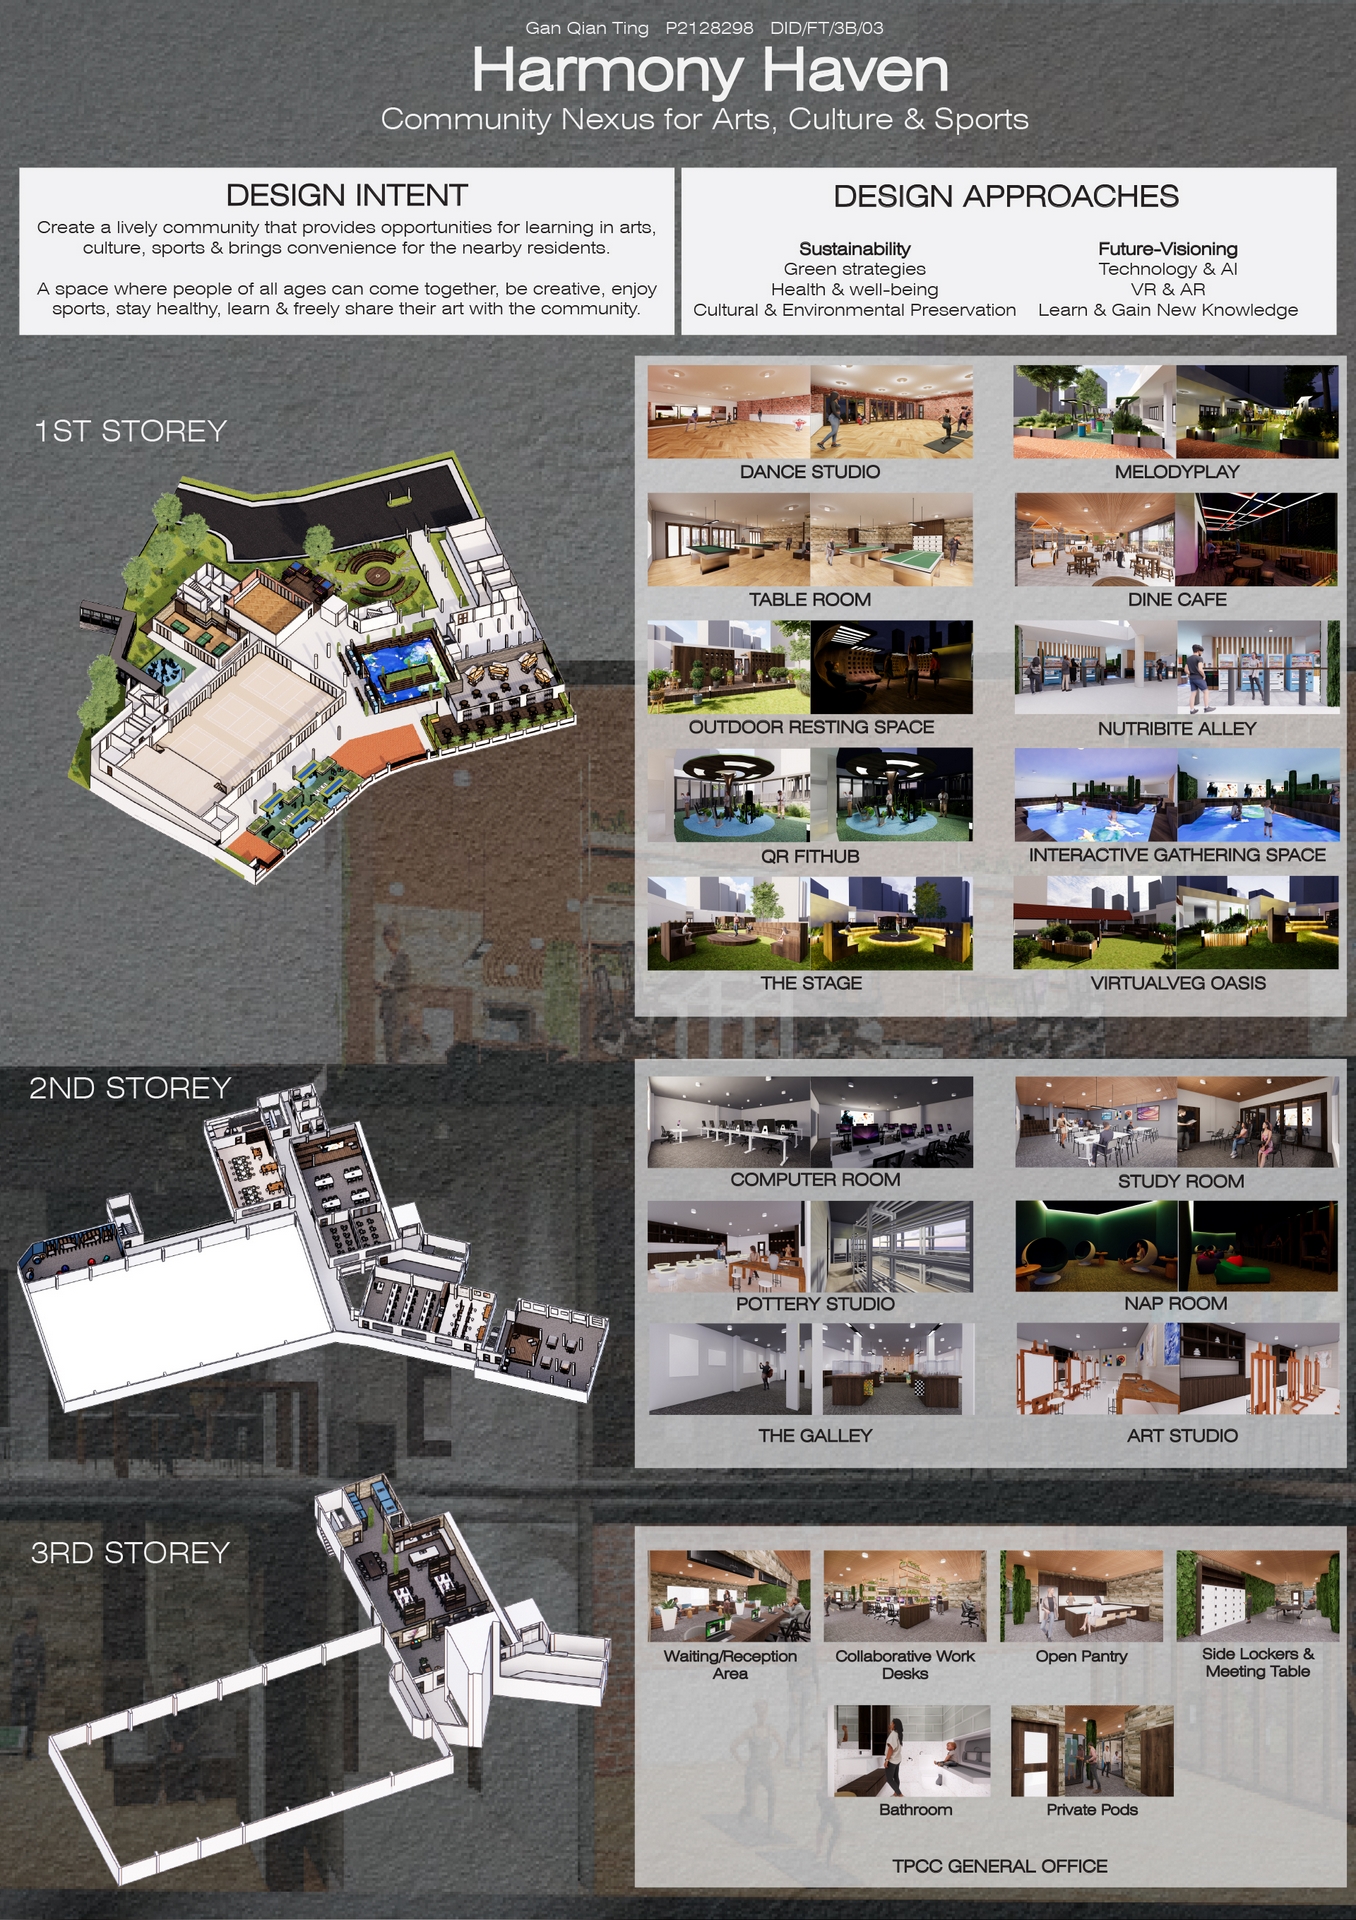 Gan Qian Ting P2128298 DID/FT/3B/03
Harmony Haven
Community Nexus for Arts, Culture & Sports
DESIGN INTENT
Create a lively community that provides opportunities for learning in arts,
culture, sports & brings convenience for the nearby residents.
A space where people of all ages can come together, be creative, enjoy
sports, stay healthy, learn & freely share their art with the community.
DESIGN APPROACHES
Sustainability
Green strategies
Health & well-being
Cultural & Environmental Preservation
Future-Visioning
Technology & AI
VR & AR
Learn & Gain New Knowledge
1ST STOREY
DANCE STUDIO
MELODYPLAY
TABLE ROOM
DINE CAFE
OUTDOOR RESTING SPACE
NUTRIBITE ALLEY
QR FITHUB
INTERACTIVE GATHERING SPACE
THE STAGE
VIRTUALVEG OASIS
2ND STOREY
COMPUTER ROOM
STUDY ROOM
POTTERY STUDIO
NAP ROOM
THE GALLEY
ART STUDIO
3RD STOREY
Waiting/Reception
Area
Collaborative Work
Desks
Open Pantry
Side Lockers &
Meeting Table
Bathroom
Private Pods
TPCC GENERAL OFFICE